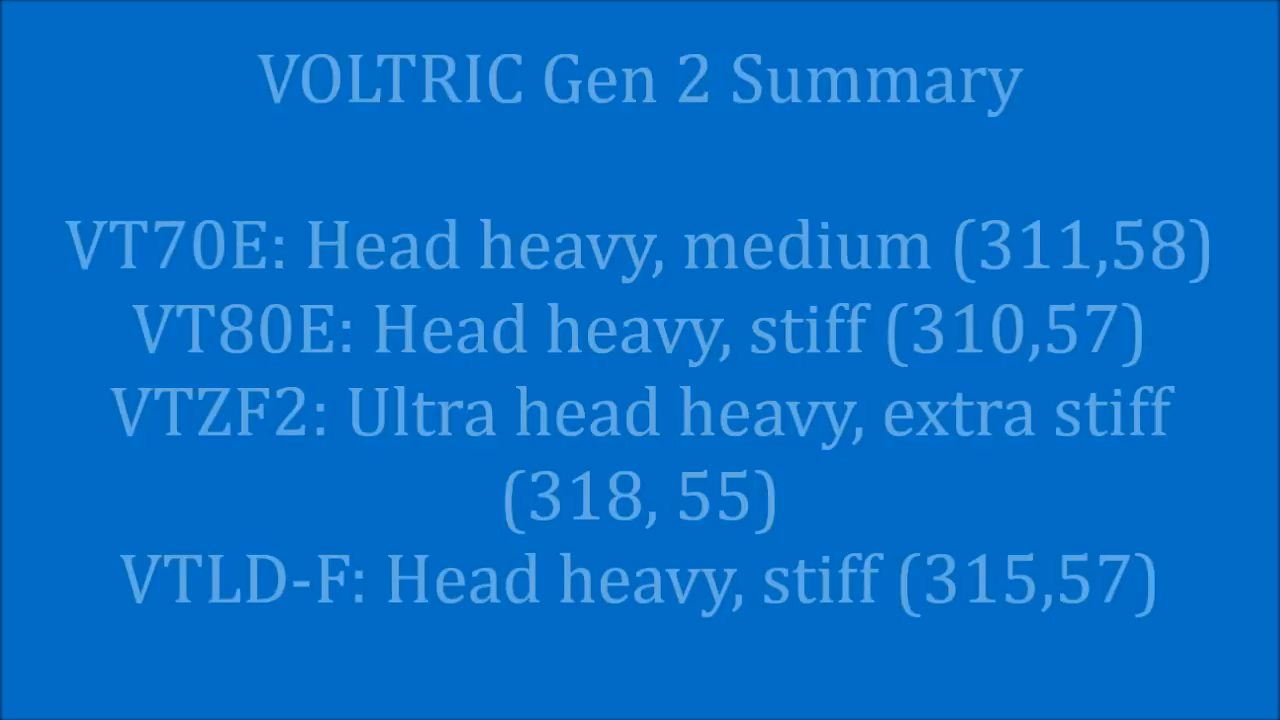 VOLTRIC Gen 2 Summary
VT70E: Head heavy, medium (311,58)
VT80E: Head heavy, stiff (310,57)
VTZF2: Ultra head heavy, extra stiff
(318, 55)
VTLD-F: Head heavy, stiff (315,57)